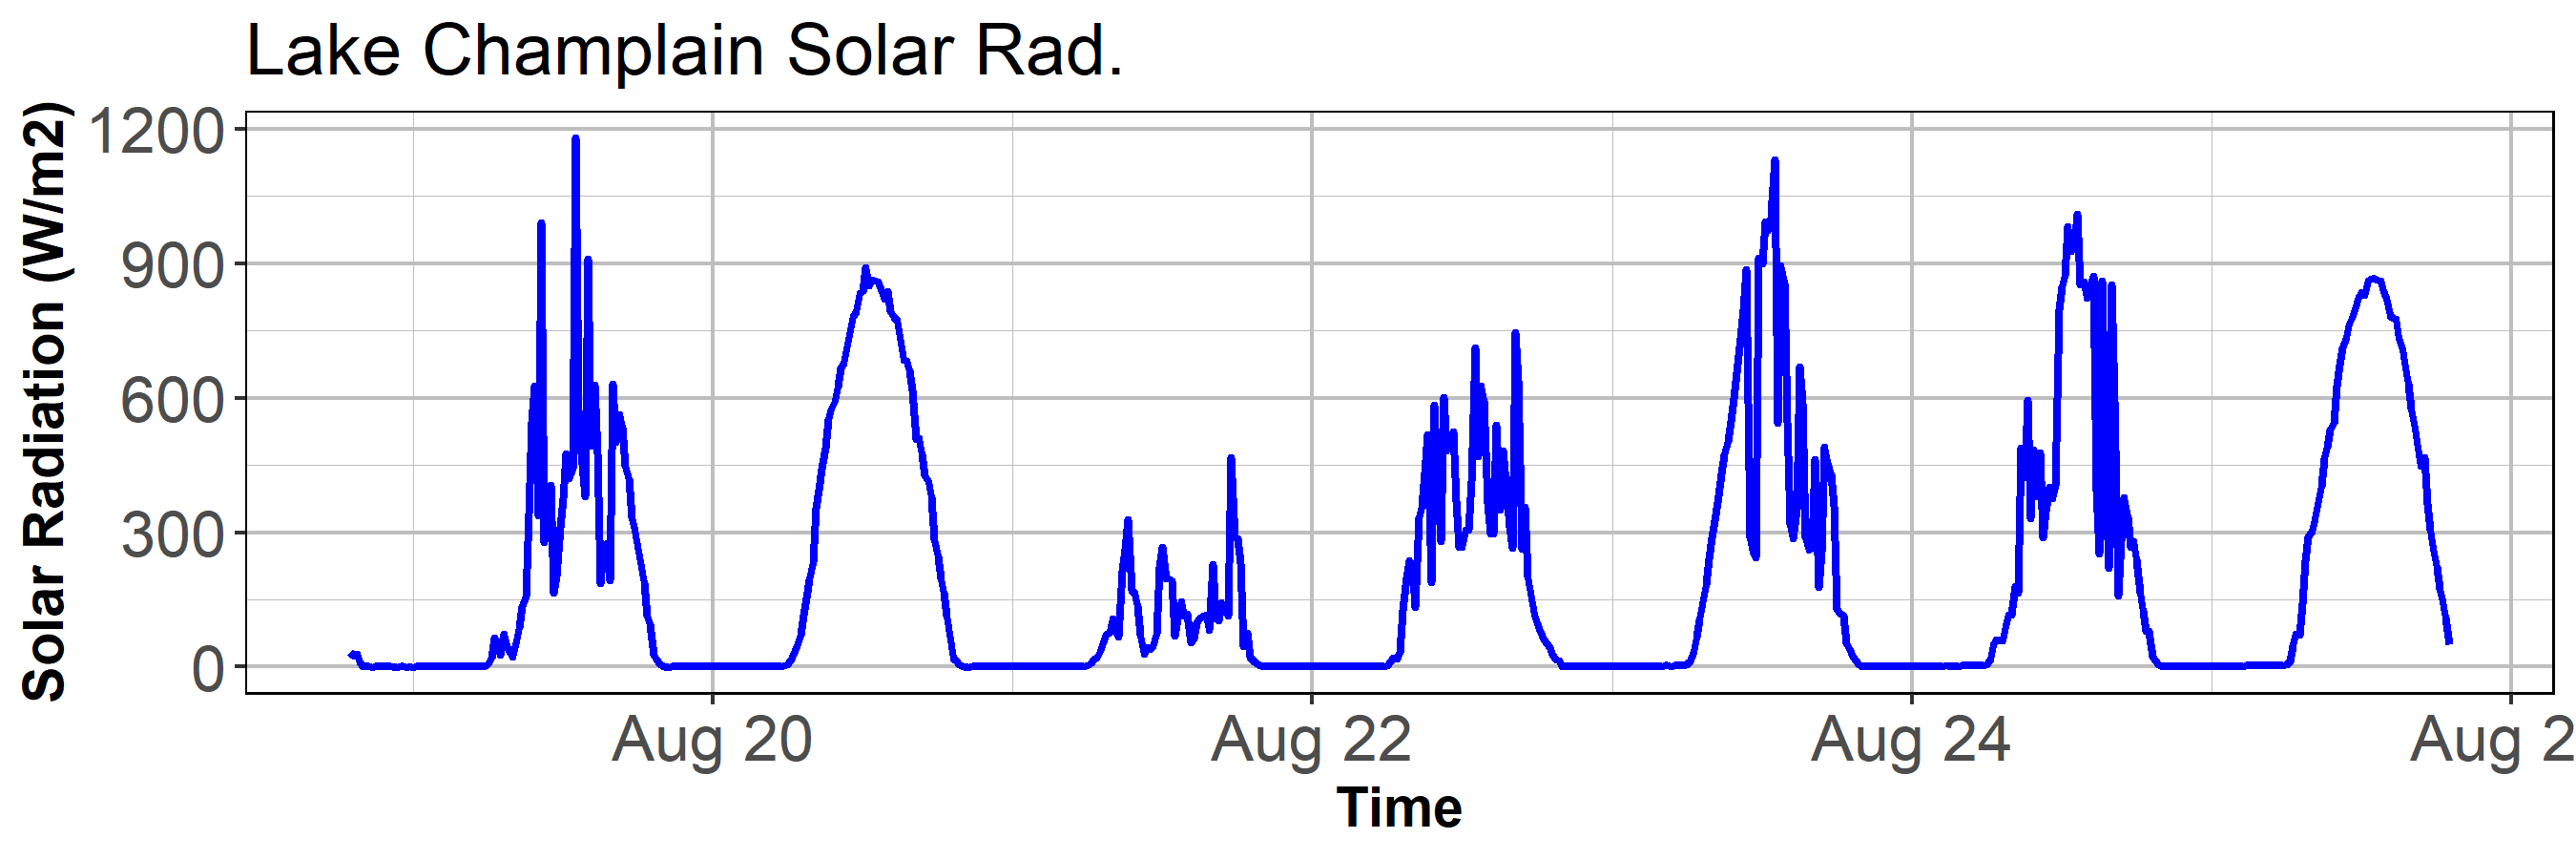 Lake Champlain Solar Rad.
Solar Radiation (W/m2)
1200
900
600
300
0
Aug 20 Aug 22 Aug 24 Aug 2
Time